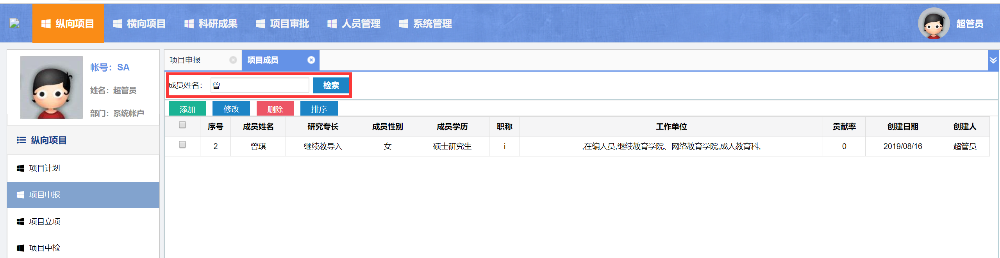 纵向项目 横向项目 科研成果 项目审批 人员管理 系统管理 超管员
帐号：SA
姓名：超管员
部门：系统帐户
纵向项目
项目计划
项目申报
项目立项
项目中检
项目申报 项目成员
成员姓名： 曾 检索
添加 修改 删除 排序
序号 成员姓名 研究专长 成员性别 成员学历 职称 工作单位 贡献率 创建日期 创建人
2 曾琪 继续教导入 女 硕士研究生 i ,在编人员,继续教育学院、网络教育学院,成人教育科, 0 2019/08/16 超管员